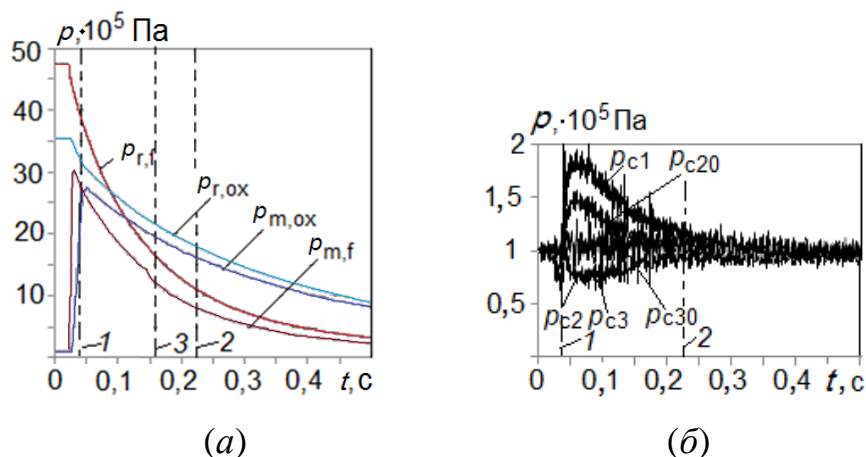 p,·10⁵ Па
50
40
30
20
10
p_r,f
p_r,ox
p_m,ox
p_m,f
1
3
2
0
0,1
0,2
0,3
0,4
t, с
(а)
p,·10⁵ Па
2
1,5
1
0,5
p_c1
p_c20
p_c2
p_c3
p_c30
1
2
0
0,1
0,2
0,3
0,4
t, с
(б)